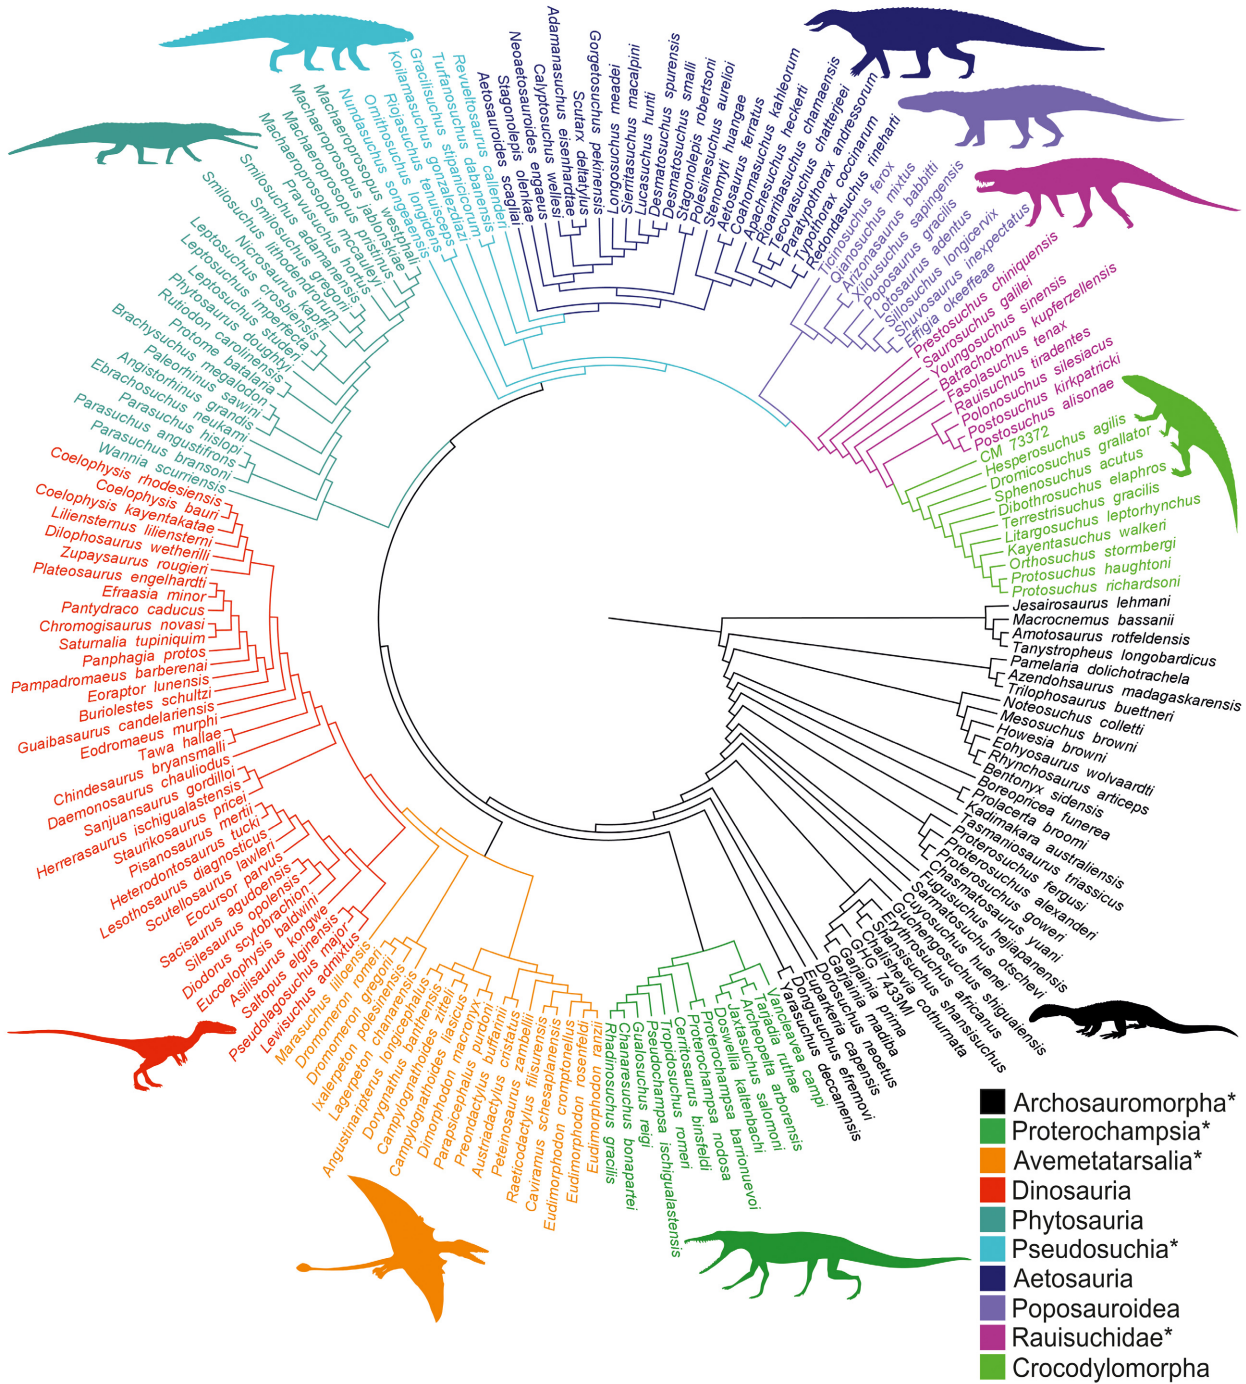 Koilamasuchus gonzalezdiazi
Gracilisuchus stipanicicorum
Turfanosuchus dabanensis
Revueltosaurus callenderi
Aetosauroides scagliai
Stagonolepis olenkae
Neoaetosauroides engaeus
Calyptosuchus wellesi
Adamanasuchus eisenhardtae
Scutarx deltatylus
Gorgetosuchus pekinensis
Longosuchus meadei
Sierritasuchus macalpini
Lucasuchus hunti
Desmatosuchus spurensis
Desmatosuchus smalli
Stagonolepis robertsoni
Polesinesuchus aurelioi
Stenomyti huangae
Aetosaurus ferratus
Coahomasuchus kahleorum
Apachesuchus heckerti
Rioarribasuchus chamaensis
Tecovasuchus chatterjeei
Paratypothorax andressorum
Typothorax coccinarum
Redondasuchus rineharti
Ticinosuchus ferox
Qianosuchus mixtus
Arizonasaurus babbitti
Xilousuchus sapingensis
Poposaurus gracilis
Lotosaurus adentus
Sillosuchus longicervix
Shuvosaurus inexpectatus
Effigia okeeffeae
Prestosuchus chiniquensis
Saurosuchus galilei
Youngosuchus sinensis
Batrachotomus kupferzellensis
Fasolasuchus tenax
Rauisuchus tiradentes
Polonosuchus silesiacus
Postosuchus kirkpatricki
Postosuchus alisonae
CM 73372
Hesperosuchus agilis
Dromicosuchus grallator
Sphenosuchus acutus
Dibothrosuchus elaphros
Terrestrisuchus gracilis
Litargosuchus leptorhynchus
Kayentasuchus walkeri
Orthosuchus stormbergi
Protosuchus haughtoni
Protosuchus richardsoni
Jesairosaurus lehmani
Macrocnemus bassanii
Amotosaurus rotfeldensis
Tanystropheus longobardicus
Pamelaria dolichotrachela
Azendohsaurus madagaskarensis
Trilophosaurus buettneri
Noteosuchus colletti
Mesosuchus browni
Howesia browni
Eohyosaurus wolvaardti
Rhynchosaurus articeps
Bentonyx sidensis
Boreopricea funerea
Prolacerta broomi
Kadimakara australiensis
Tasmaniosaurus triassicus
Proterosuchus fergusi
Proterosuchus alexanderi
Proterosuchus goweri
Chasmatosaurus yuani
Fugusuchus hejiapanensis
Sarmatosuchus otschevi
Cuyosuchus huenei
Guchengosuchus shiguaiensis
Erythrosuchus africanus
Shansisuchus shansisuchus
Chalishevia cothurnata
GHG 7433MI
Garjainia prima
Garjainia madiba
Dorosuchus neoetus
Euparkeria capensis
Dongusuchus efremovi
Yarasuchus deccanensis
Vancleavea campi
Tarjadia ruthae
Archeopelta arborensis
Jaxtasuchus salomoni
Doswellia kaltenbachi
Proterochampsa barrionuevoi
Proterochampsa nodosa
Cerritosaurus binsfeldi
Tropidosuchus romeri
Pseudochampsa ischigualastensis
Gualosuchus reigi
Chanaresuchus bonapartei
Rhadinosuchus gracilis
Eudimorphodon ranzii
Eudimorphodon rosenfeldi
Eudimorphodon cromptonellus
Caviramus schesaplanensis
Raeticodactylus filisurensis
Peteinosaurus zambellii
Austriadactylus cristatus
Preondactylus buffarinii
Parapsicephalus purdoni
Dimorphodon macronyx
Campylognathoides liasicus
Campylognathoides zitteli
Dorygnathus banthensis
Austriadraco longicephalus
Lagerpeton chanarensis
Ixalerpeton polesinensis
Dromomeron gregorii
Dromomeron romeri
Marasuchus lilloensis
Lewisuchus admixtus
Pseudolagosuchus major
Saltopus elginensis
Asilisaurus kongwe
Eucoelophysis baldwini
Diodorus scytobrachion
Silesaurus opolensis
Sacisaurus agudoensis
Eocursor parvus
Scutellosaurus lawleri
Lesothosaurus diagnosticus
Heterodontosaurus tucki
Pisanosaurus mertii
Staurikosaurus pricei
Herrerasaurus ischigualastensis
Sanjuansaurus gordilloi
Daemonosaurus chauliodus
Chindesaurus bryansmalli
Tawa hallae
Eodromaeus murphi
Guaibasaurus candelariensis
Buriolestes schultzi
Eoraptor lunensis
Pampadromaeus barberenai
Panphagia protos
Saturnalia tupiniquim
Chromogisaurus novasi
Pantydraco caducus
Efraasia minor
Plateosaurus engelhardti
Zupaysaurus rougieri
Dilophosaurus wetherilli
Liliensternus liliensterni
Coelophysis kayentakatae
Coelophysis bauri
Coelophysis rhodesiensis
Wannia scurriensis
Parasuchus bransoni
Parasuchus angustifrons
Parasuchus hislopi
Ebrachosuchus neukami
Angistorhinus grandis
Paleorhinus sawini
Brachysuchus megalodon
Protome batalaria
Rutiodon carolinensis
Phytosaurus doughtyi
Leptosuchus studeri
Leptosuchus imperfecta
Leptosuchus crosbiensis
Nicrosaurus kapffi
Smilosuchus lithodendrorum
Smilosuchus gregorii
Smilosuchus adamanensis
Pravusuchus hortus
Machaeroprosopus mccauleyi
Machaeroprosopus pristinus
Machaeroprosopus jablonskiae
Machaeroprosopus westphali
Nundasuchus songeaensis
Ornithosuchus longidens
Riojasuchus tenuisceps
Archosauromorpha*
Proterochampsia*
Avemetatarsalia*
Dinosauria
Phytosauria
Pseudosuchia*
Aetosauria
Poposauroidea
Rauisuchidae*
Crocodylomorpha